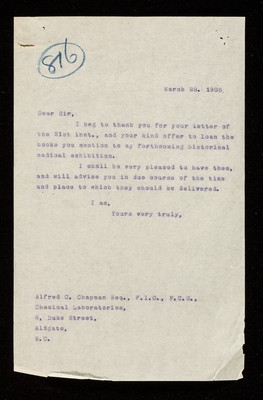 816
March 28. 1908.
Dear Sir,
I beg to thank you for your letter of
the 21st inst., and your kind offer to loan the
books you mention to my forthcoming historical
medical exhibition.
I shall be very pleased to have them,
and will advise you in due course of the time
and place to which they should be delivered.
I am,
Yours very truly,
Alfred C. Chapman Esq., F.I.C., F.C.S.,
Chemical Laboratories,
8, Duke Street,
Aldgate,
E.C.